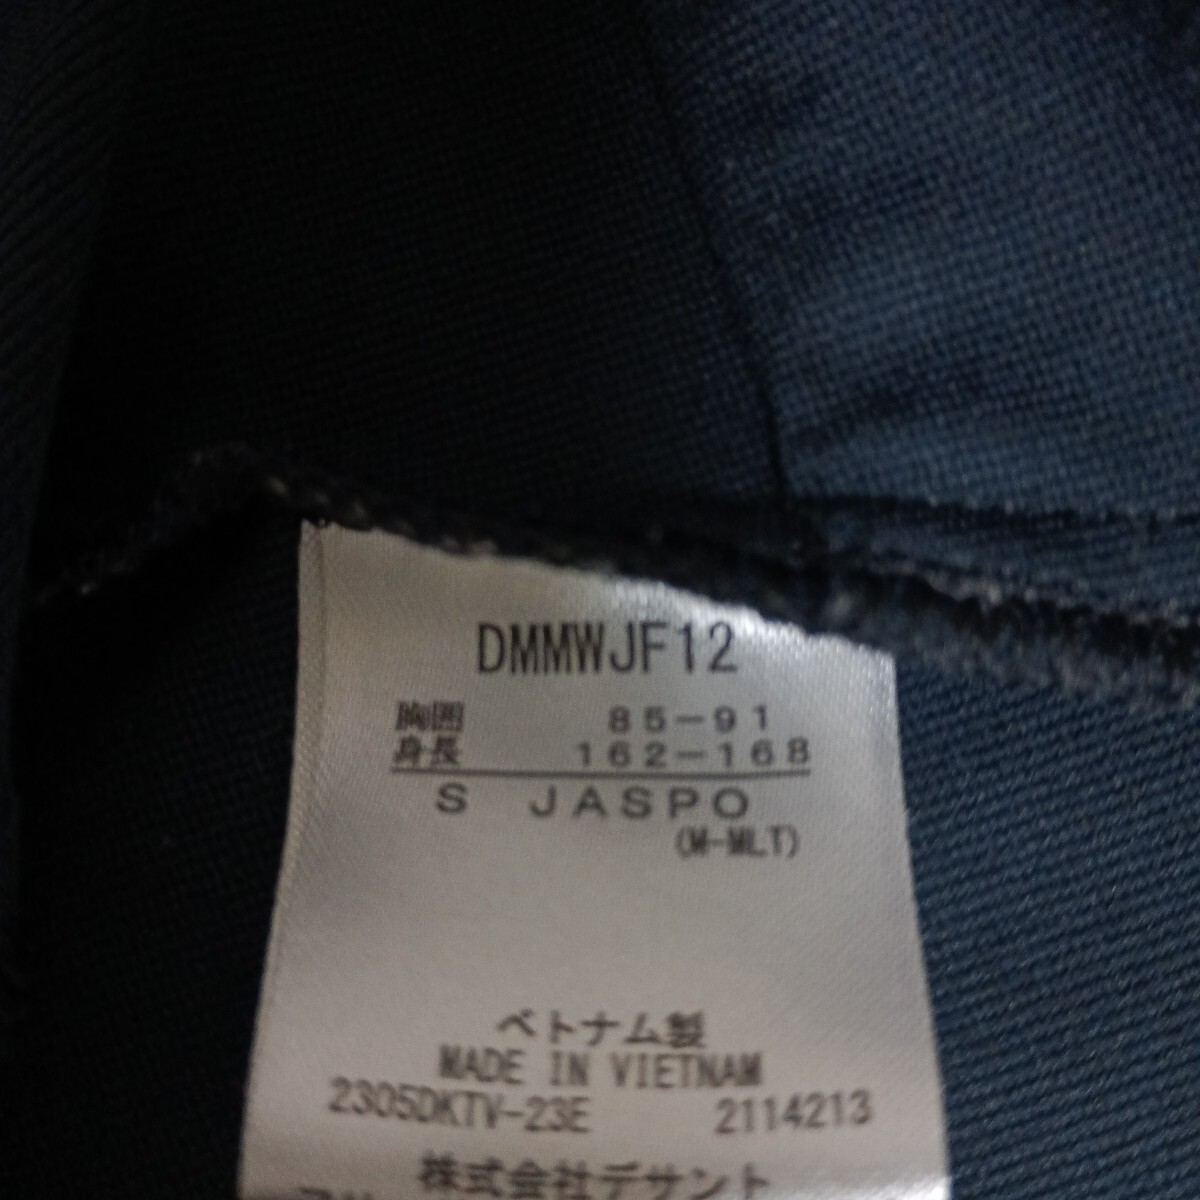 DMMWJF12
胸囲 85-91
身長 162-168
S JASPO
(M-MLT)
ベトナム製
MADE IN VIETNAM
2305DKTV-23E 2114213
株式会社デサント